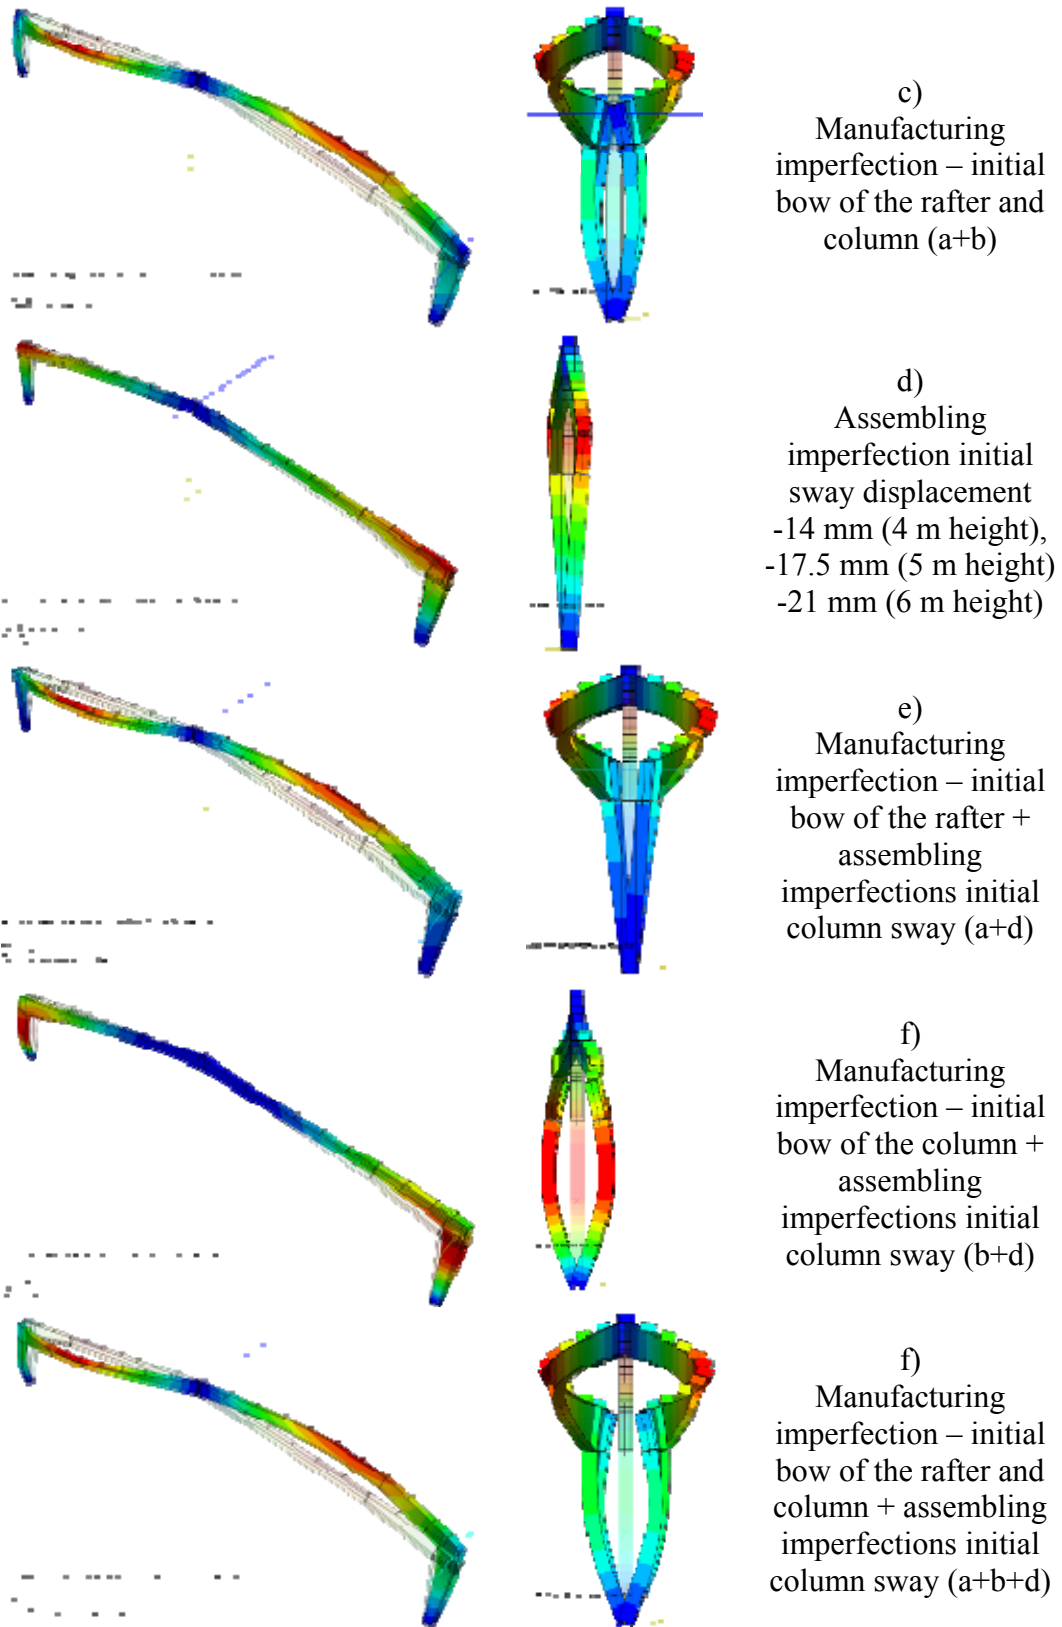 c)
Manufacturing
imperfection – initial
bow of the rafter and
column (a+b)
d)
Assembling
imperfection initial
sway displacement
-14 mm (4 m height),
-17.5 mm (5 m height)
-21 mm (6 m height)
e)
Manufacturing
imperfection – initial
bow of the rafter +
assembling
imperfections initial
column sway (a+d)
f)
Manufacturing
imperfection – initial
bow of the column +
assembling
imperfections initial
column sway (b+d)
f)
Manufacturing
imperfection – initial
bow of the rafter and
column + assembling
imperfections initial
column sway (a+b+d)